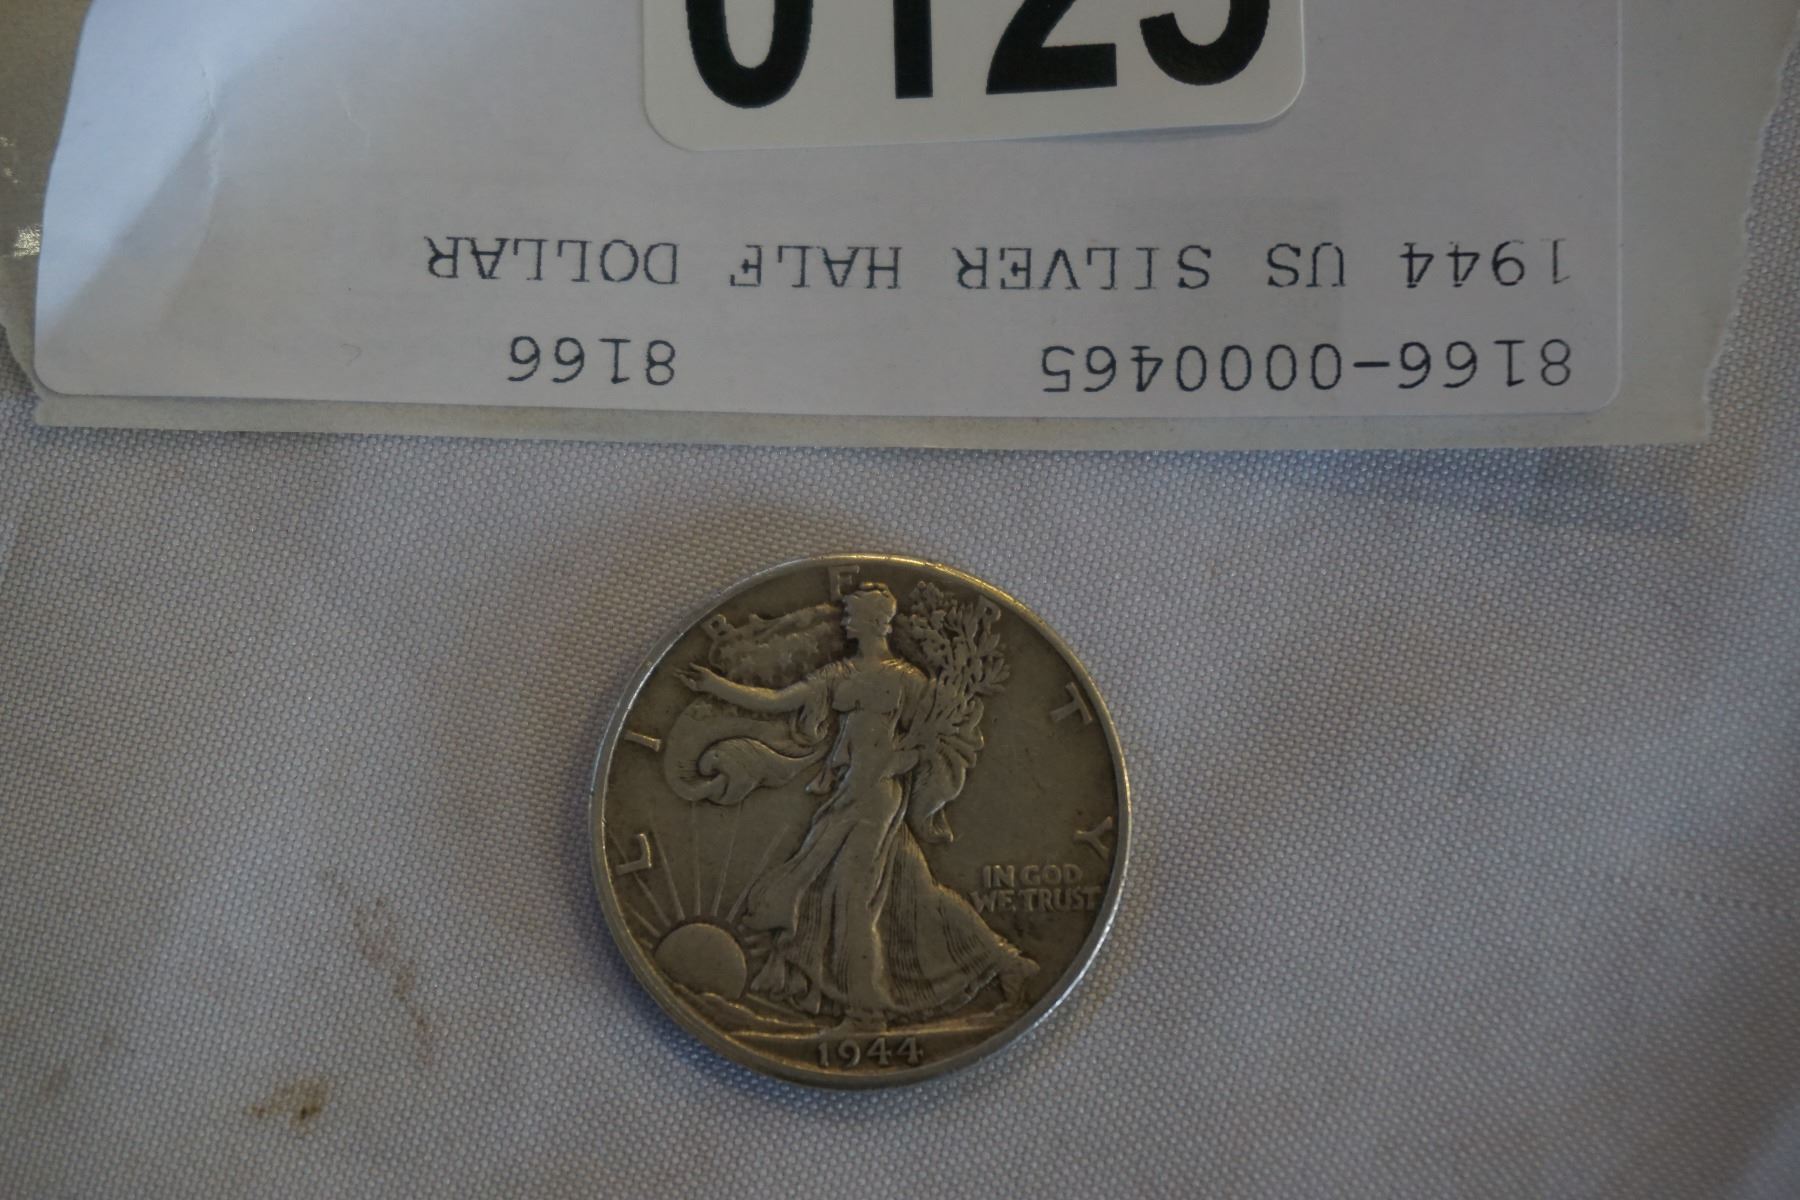 0125
1944 US SILVER HALF DOLLAR
8166-0000465 8166
LIBERTY
IN GOD
WE TRUST
1944